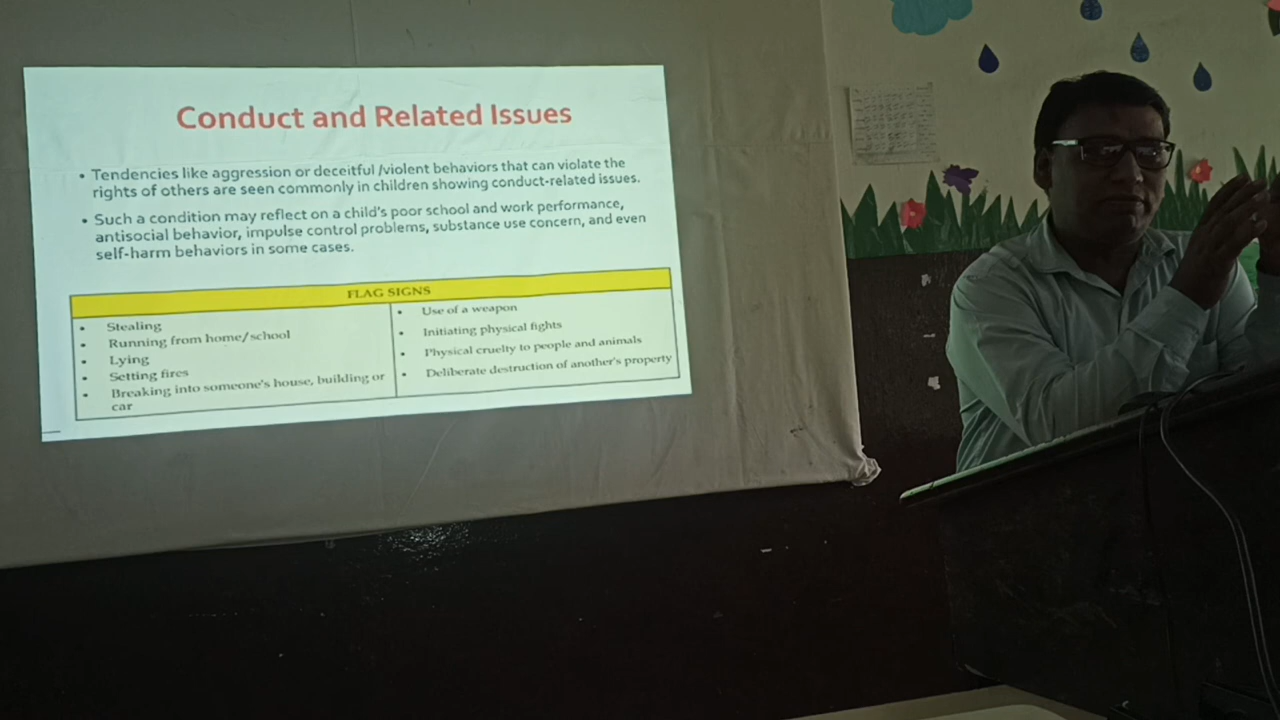 Conduct and Related Issues
• Tendencies like aggression or deceitful /violent behaviors that can violate the
rights of others are seen commonly in children showing conduct-related issues.
• Such a condition may reflect on a child's poor school and work performance,
antisocial behavior, impulse control problems, substance use concern, and even
self-harm behaviors in some cases.
FLAG SIGNS
• Stealing
• Running from home/school
• Lying
• Setting fires
• Breaking into someone's house, building or
car
• Use of a weapon
• Initiating physical fights
• Physical cruelty to people and animals
• Deliberate destruction of another's property